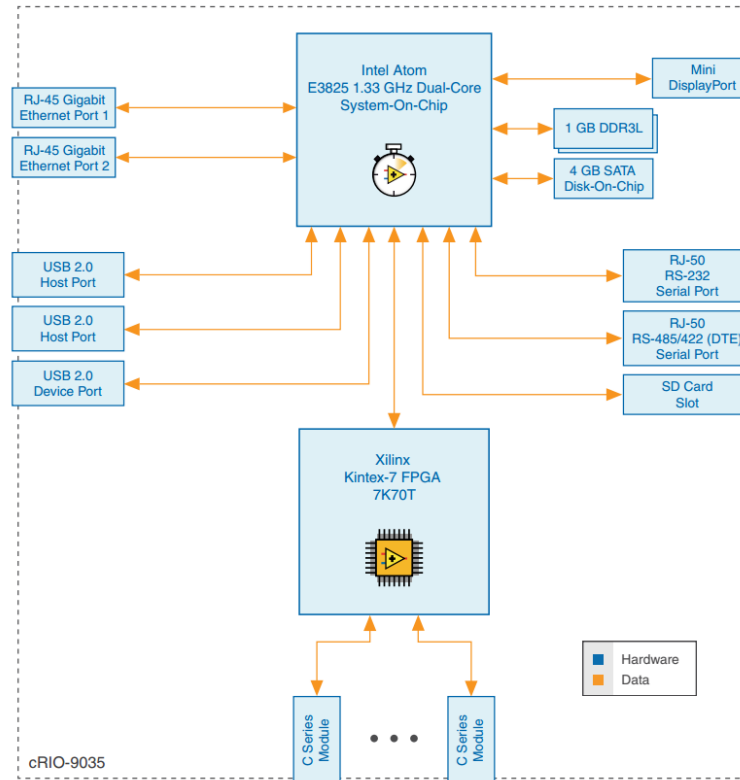 Intel Atom
E3825 1.33 GHz Dual-Core
System-On-Chip
RJ-45 Gigabit
Ethernet Port 1
RJ-45 Gigabit
Ethernet Port 2
Mini
DisplayPort
1 GB DDR3L
4 GB SATA
Disk-On-Chip
USB 2.0
Host Port
USB 2.0
Host Port
USB 2.0
Device Port
RJ-50
RS-232
Serial Port
RJ-50
RS-485/422 (DTE)
Serial Port
SD Card
Slot
Xilinx
Kintex-7 FPGA
7K70T
C Series
Module
C Series
Module
Hardware
Data
cRIO-9035